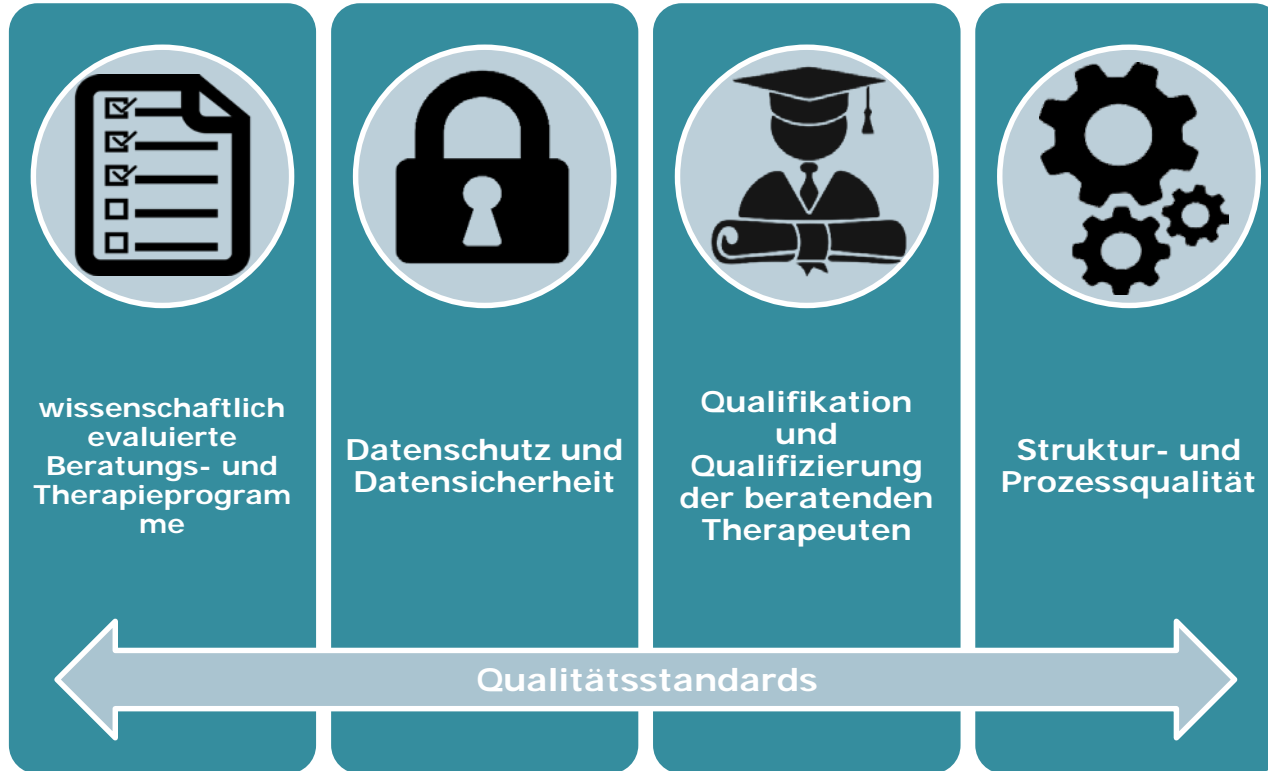 wissenschaftlich
evaluierte
Beratungs- und
Therapieprogram
me
Datenschutz und
Datensicherheit
Qualifikation
und
Qualifizierung
der beratenden
Therapeuten
Struktur- und
Prozessqualität
Qualitätsstandards